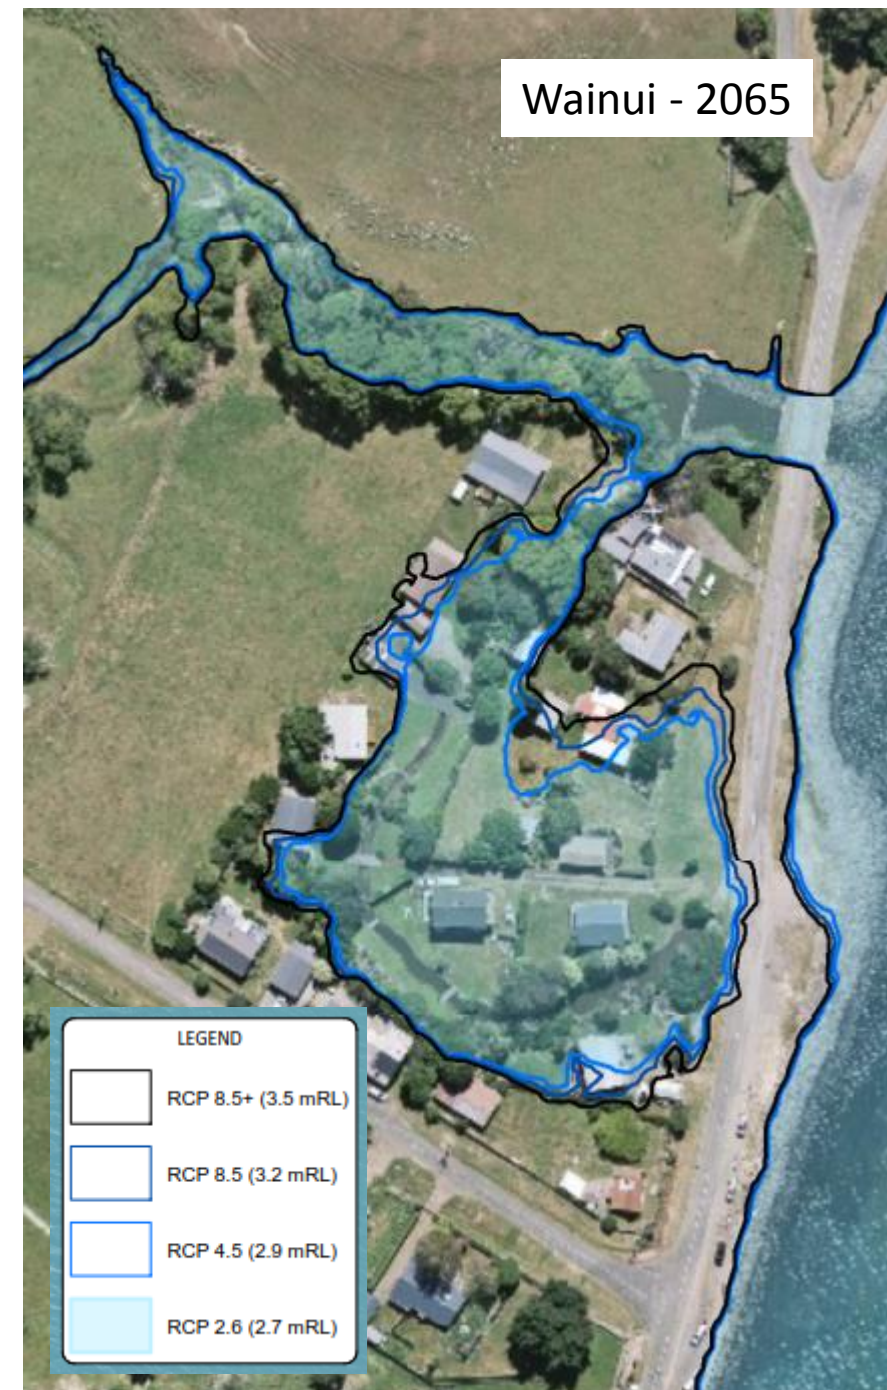 Wainui - 2065
LEGEND
RCP 8.5+ (3.5 mRL)
RCP 8.5 (3.2 mRL)
RCP 4.5 (2.9 mRL)
RCP 2.6 (2.7 mRL)